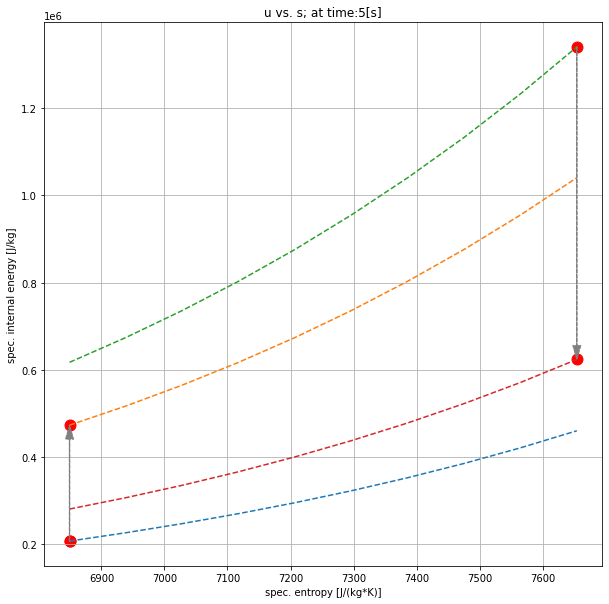 u vs. s; at time:5[s]
1e6
1.2
1.0
0.8
0.6
0.4
0.2
spec. internal energy [J/kg]
6900 7000 7100 7200 7300 7400 7500 7600
spec. entropy [J/(kg*K)]